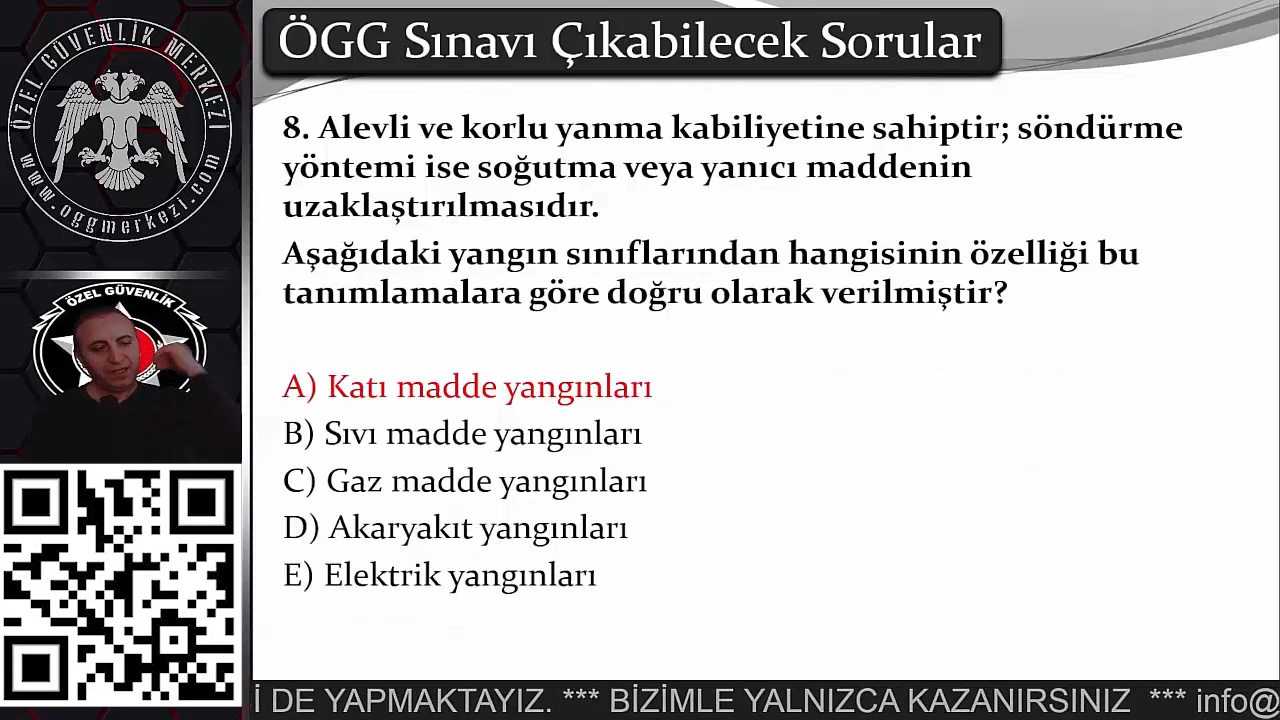 ÖGG Sınavı Çıkabilecek Sorular
ÖZEL GÜVENLİK MERKEZİ
www.oggmerkezi.com
8. Alevli ve korlu yanma kabiliyetine sahiptir; söndürme
yöntemi ise soğutma veya yanıcı maddenin
uzaklaştırılmasıdır.
Aşağıdaki yangın sınıflarından hangisinin özelliği bu
tanımlamalara göre doğru olarak verilmiştir?
ÖZEL GÜVENLİK
A) Katı madde yangınları
B) Sıvı madde yangınları
C) Gaz madde yangınları
D) Akaryakıt yangınları
E) Elektrik yangınları
İ DE YAPMAKTAYIZ. *** BİZİMLE YALNIZCA KAZANIRSINIZ *** info@